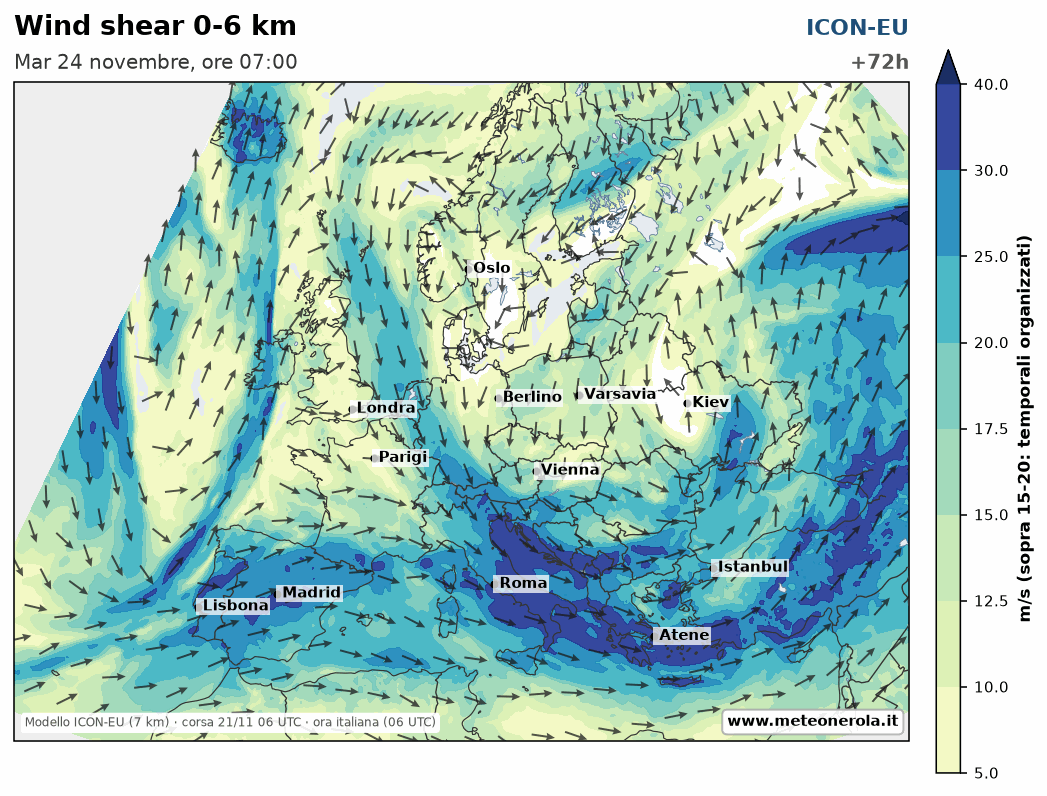 Wind shear 0-6 km
ICON-EU
Mar 24 novembre, ore 07:00
+72h
40.0
30.0
25.0
20.0
17.5
15.0
12.5
10.0
5.0
m/s (sopra 15-20: temporali organizzati)
Oslo
Berlino
Varsavia
Kiev
Londra
Parigi
Vienna
Istanbul
Roma
Madrid
Lisbona
Atene
Modello ICON-EU (7 km) · corsa 21/11 06 UTC · ora italiana (06 UTC)
www.meteonerola.it